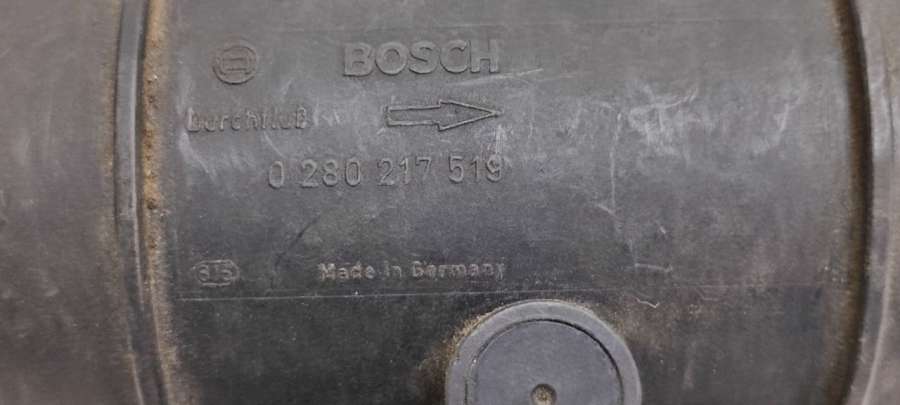 BOSCH
Durchfluß
0 280 217 519
Made in Germany